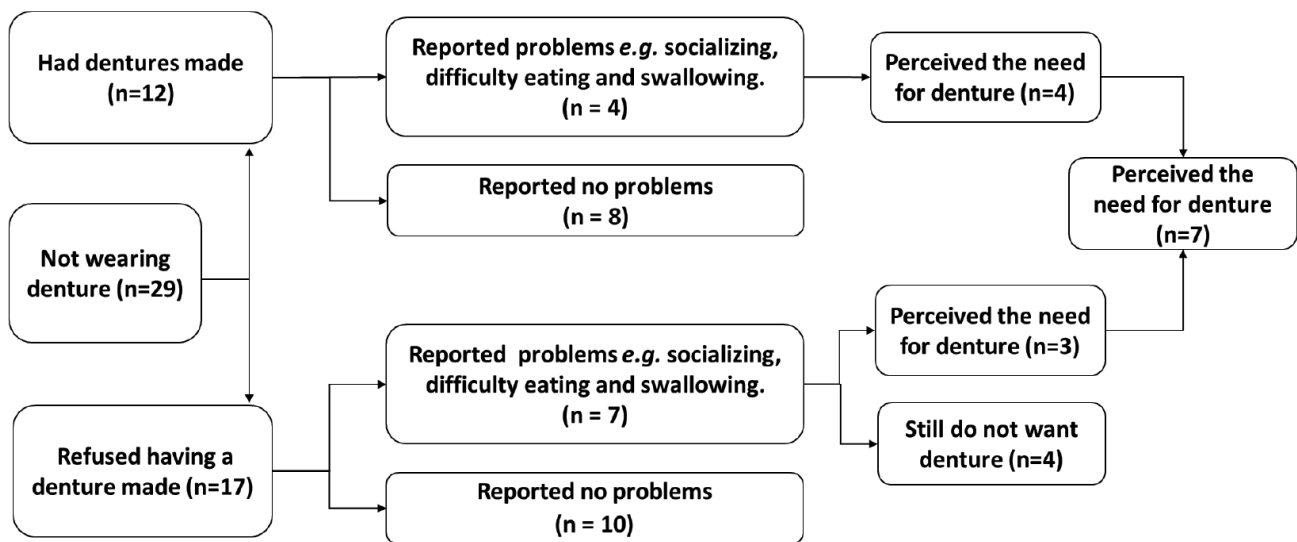 Had dentures made
(n=12)
Reported problems e.g. socializing,
difficulty eating and swallowing.
(n = 4)
Perceived the need
for denture (n=4)
Reported no problems
(n = 8)
Perceived the
need for denture
(n=7)
Not wearing
denture (n=29)
Reported problems e.g. socializing,
difficulty eating and swallowing.
(n = 7)
Perceived the need
for denture (n=3)
Still do not want
denture (n=4)
Refused having a
denture made (n=17)
Reported no problems
(n = 10)